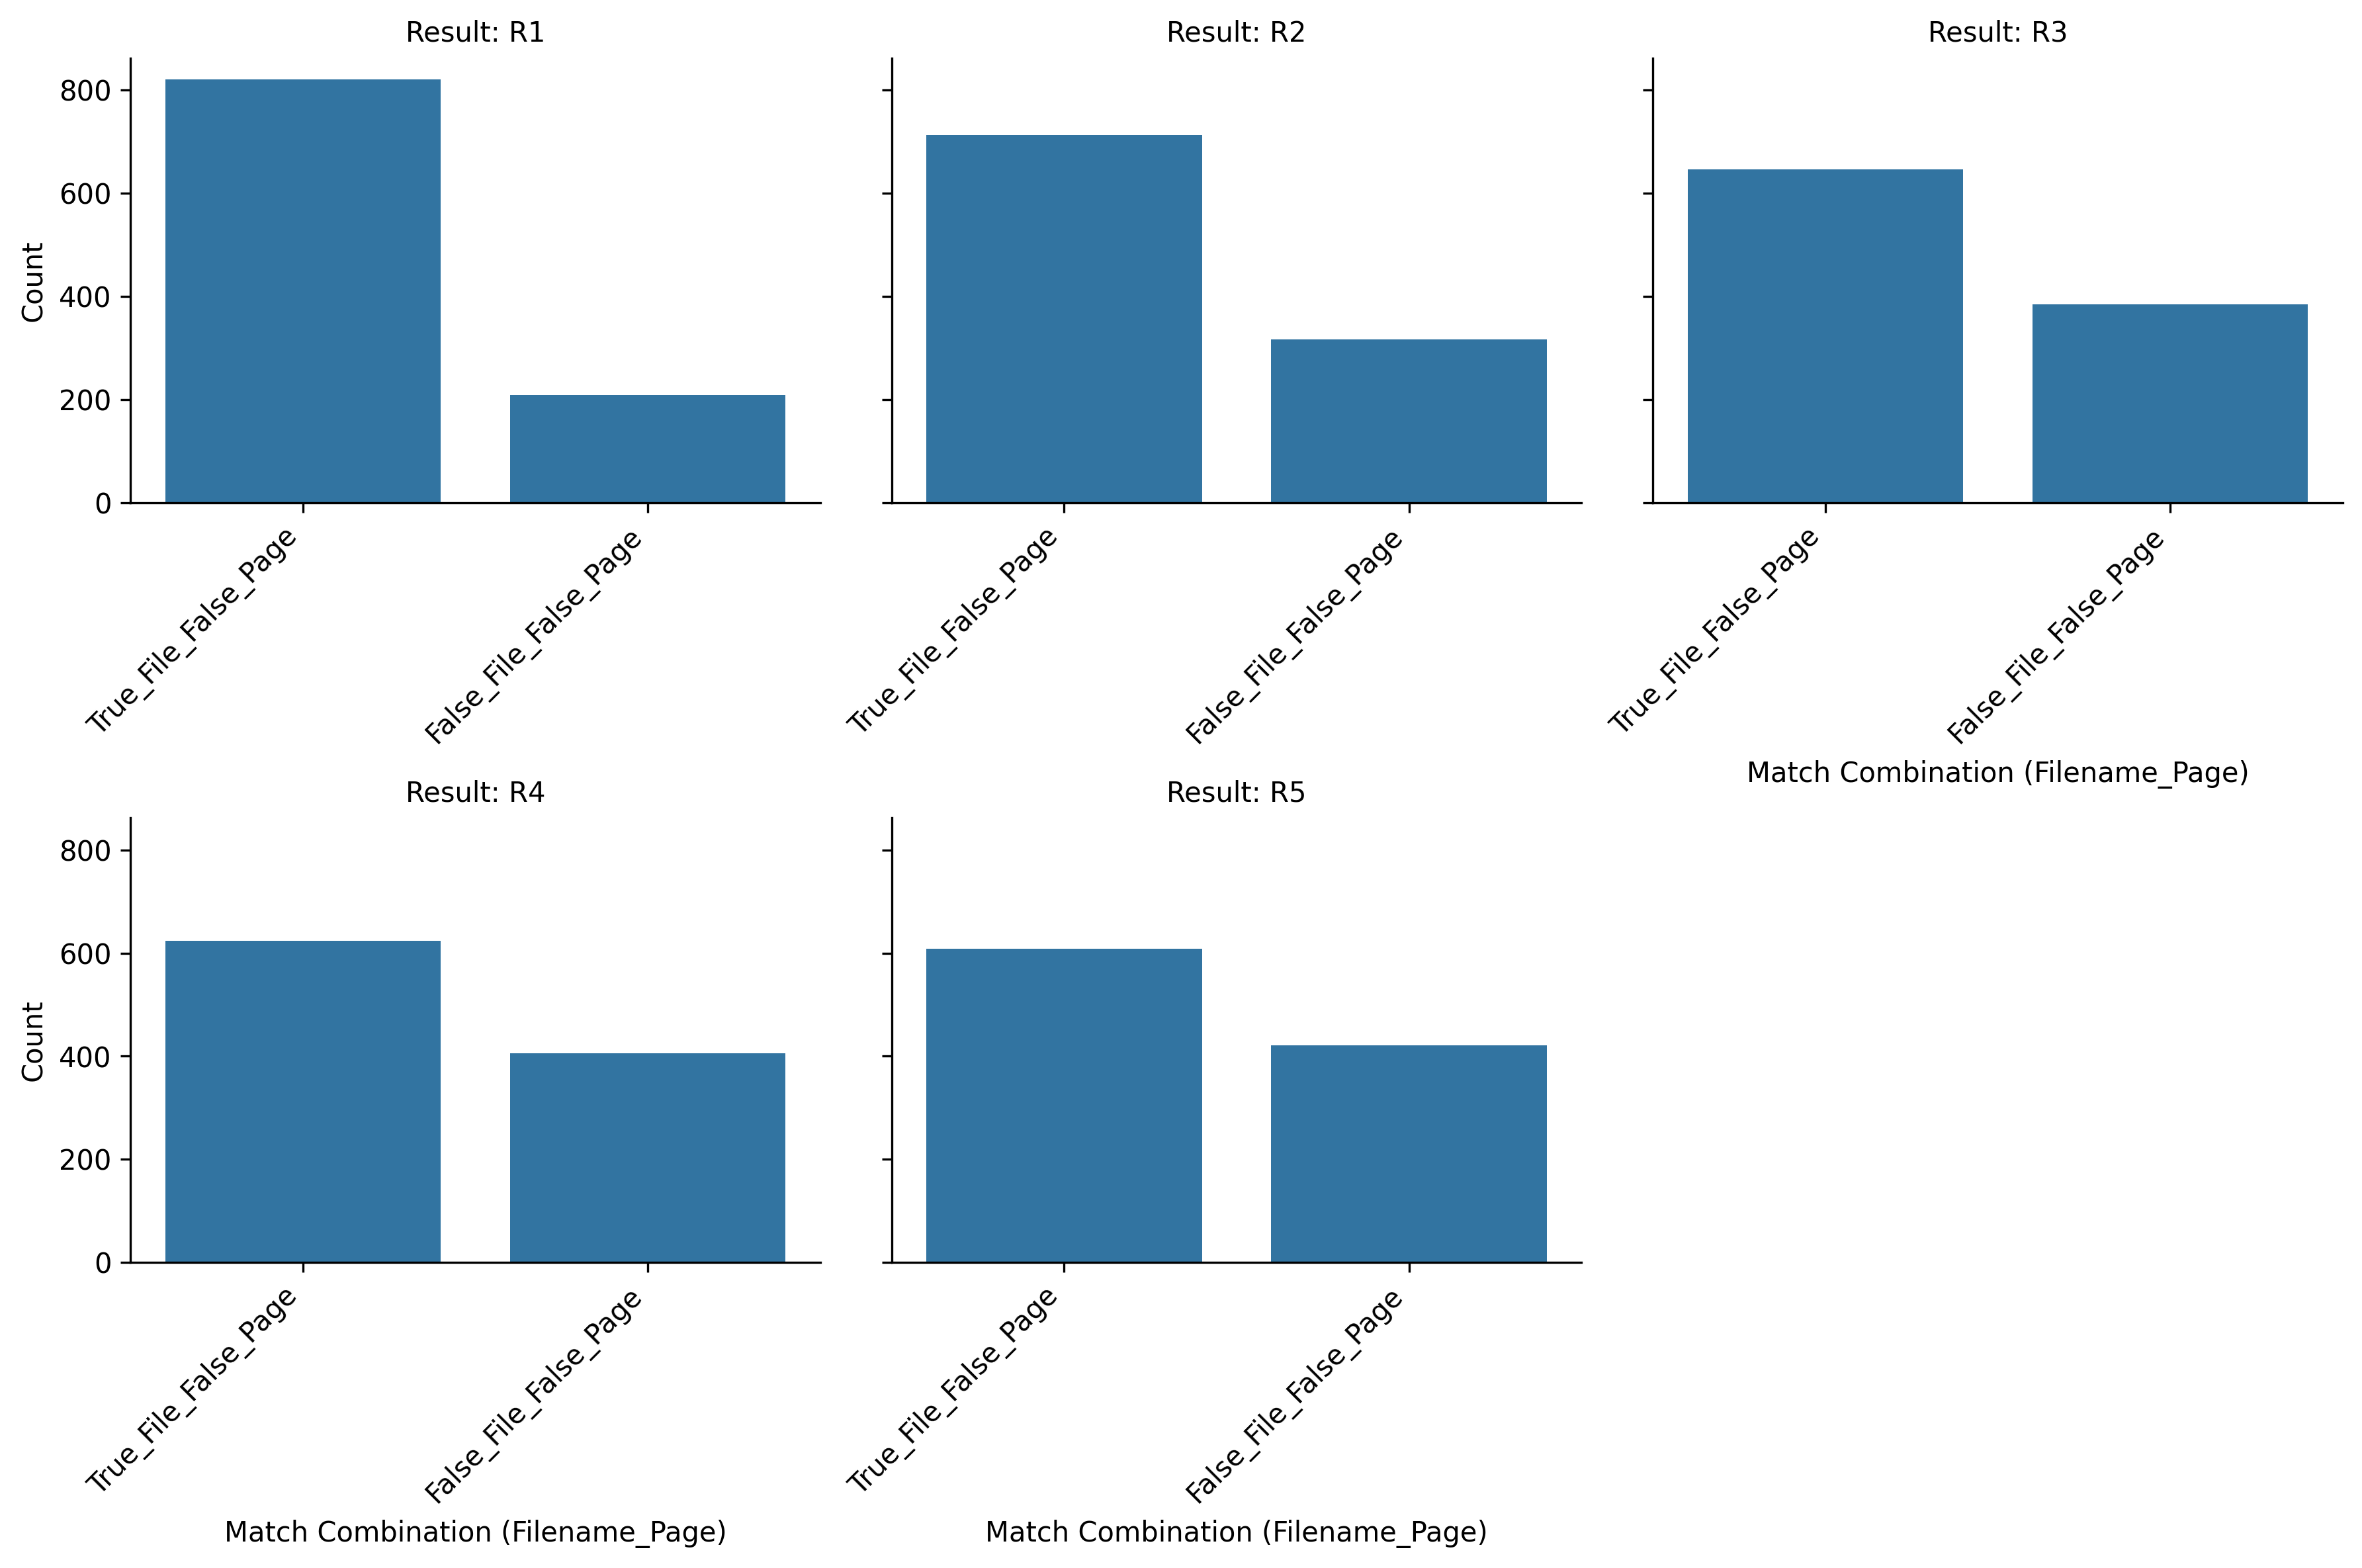 Result: R1
Result: R2
Result: R3
Count
800
600
400
200
0
True_File_False_Page
False_File_False_Page
True_File_False_Page
False_File_False_Page
True_File_False_Page
False_File_False_Page
Match Combination (Filename_Page)
Result: R4
Result: R5
Count
800
600
400
200
0
True_File_False_Page
False_File_False_Page
True_File_False_Page
False_File_False_Page
Match Combination (Filename_Page)
Match Combination (Filename_Page)